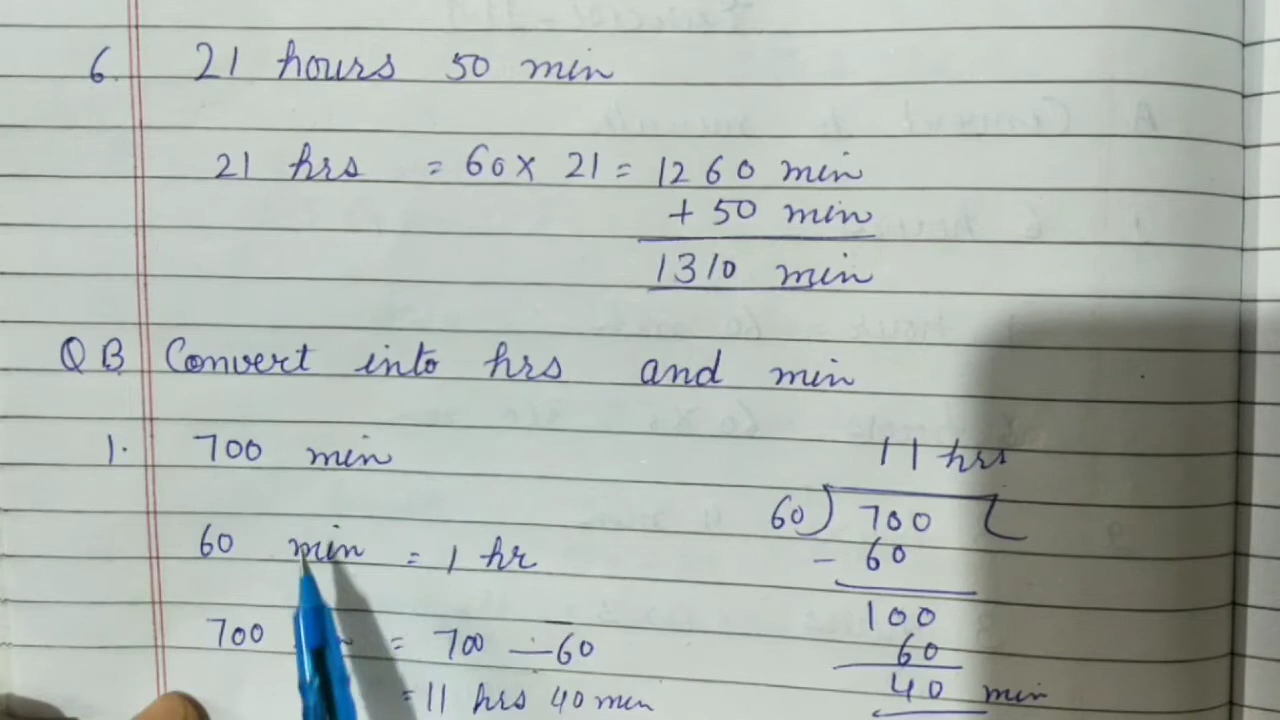 6. 21 hours 50 min
21 hrs = 60 × 21 = 1260 min
+ 50 min
1310 min
Q B Convert into hrs and min
1. 700 min
11 hrs
60) 700 (
60 min = 1 hr
- 60
100
700 = 700 ÷ 60
60
= 11 hrs 40 min
40 min